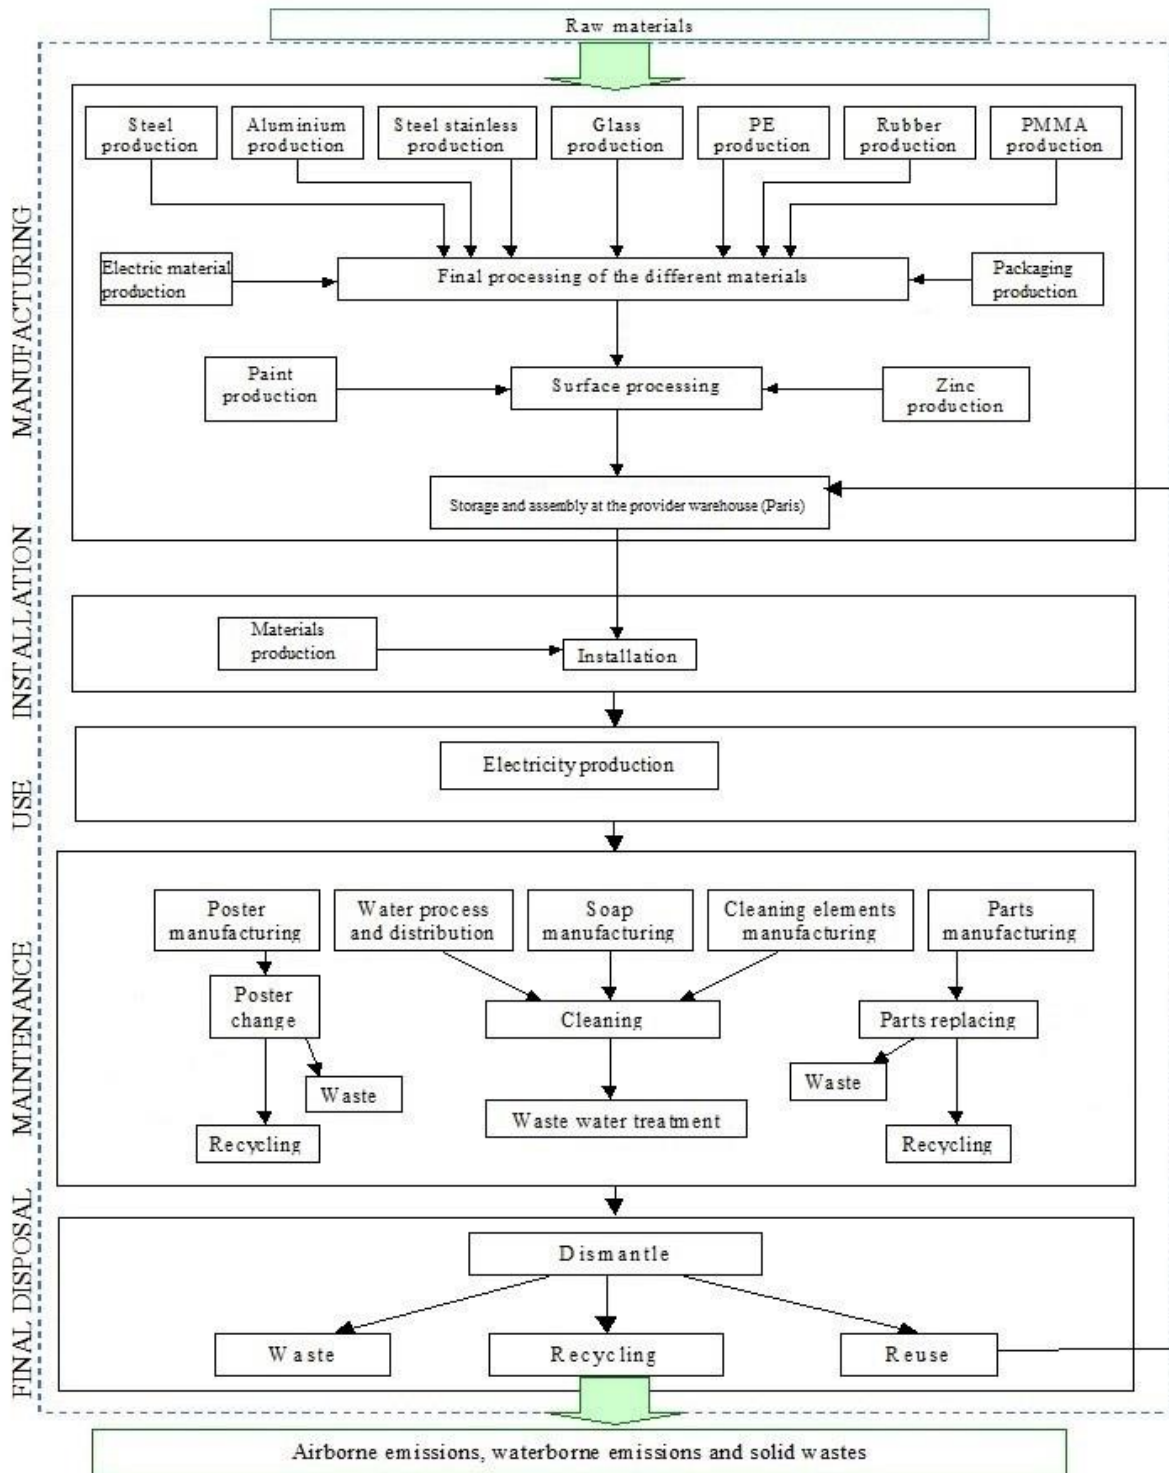 Raw materials
MANUFACTURING
Steel
production
Aluminium
production
Steel stainless
production
Glass
production
PE
production
Rubber
production
PMMA
production
Electric material
production
Final processing of the different materials
Packaging
production
Paint
production
Surface processing
Zinc
production
Storage and assembly at the provider warehouse (Paris)
INSTALLATION
Materials
production
Installation
USE
Electricity production
MAINTENANCE
Poster
manufacturing
Water process
and distribution
Soap
manufacturing
Cleaning elements
manufacturing
Parts
manufacturing
Poster
change
Cleaning
Parts replacing
Waste
Waste
Waste water treatment
Recycling
Recycling
FINAL DISPOSAL
Dismantle
Waste
Recycling
Reuse
Airborne emissions, waterborne emissions and solid wastes